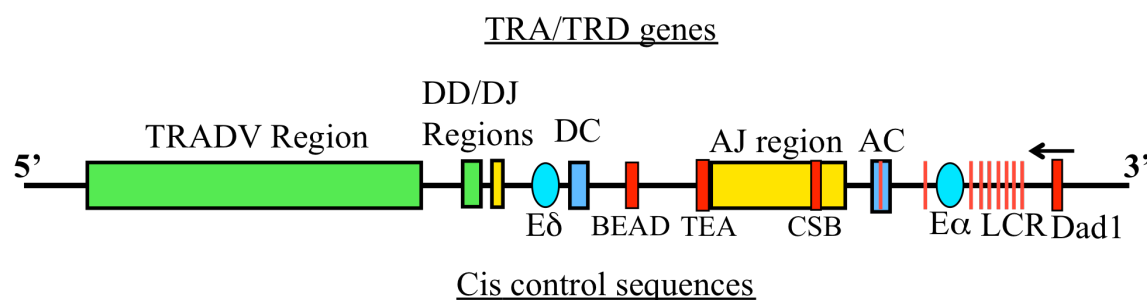 TRA/TRD genes
DD/DJ
TRADV Region Regions DC AJ region AC
5’ 3’
Eδ BEAD TEA CSB Eα LCR Dad1
Cis control sequences